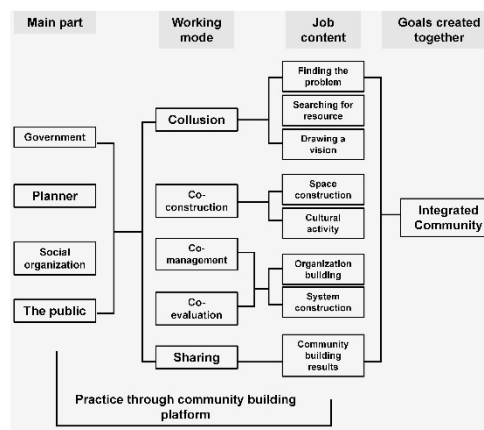 Main part
Working
mode
Job
content
Goals created
together
Government
Planner
Social
organization
The public
Collusion
Co-
construction
Co-
management
Co-
evaluation
Sharing
Finding the
problem
Searching for
resource
Drawing a
vision
Space
construction
Cultural
activity
Organization
building
System
construction
Community
building
results
Integrated
Community
Practice through community building
platform